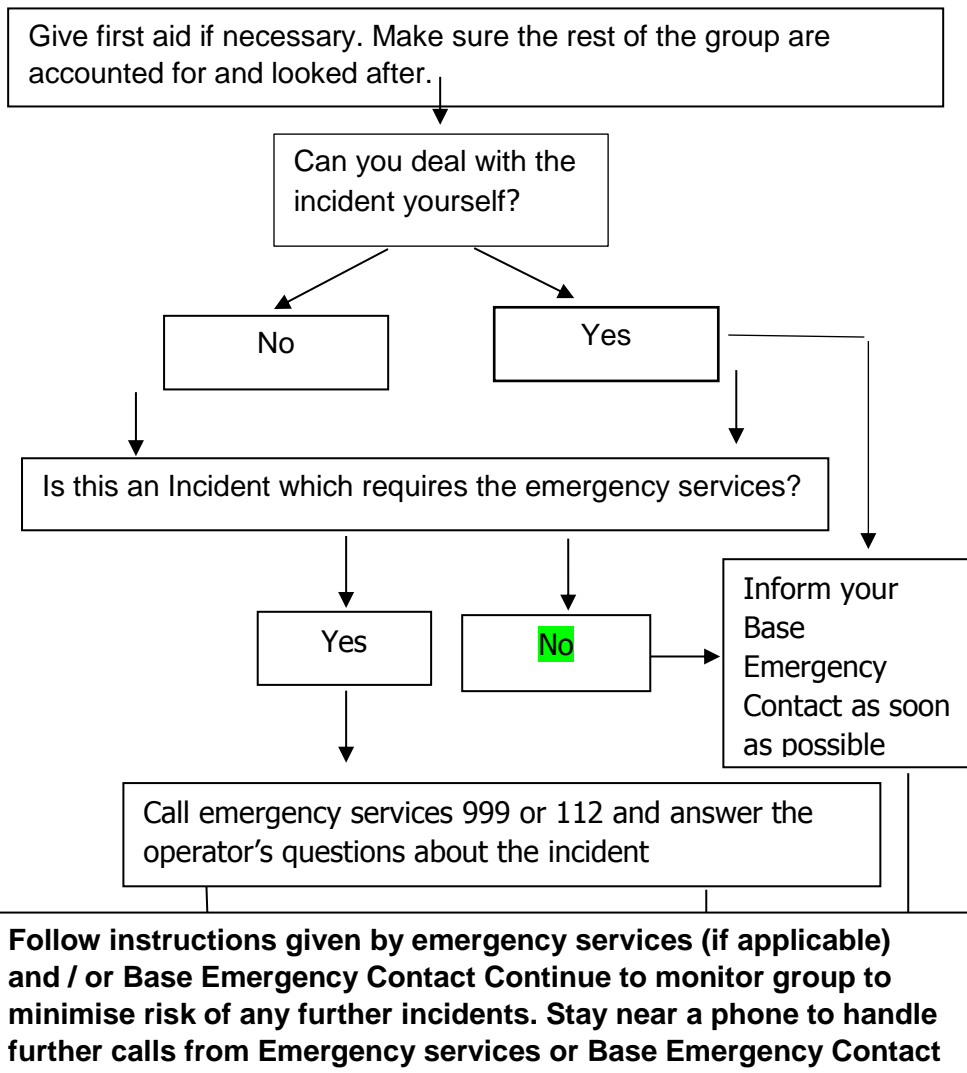 Give first aid if necessary. Make sure the rest of the group are
accounted for and looked after.
Can you deal with the
incident yourself?
No
Yes
Is this an Incident which requires the emergency services?
Yes
No
Inform your
Base
Emergency
Contact as soon
as possible
Call emergency services 999 or 112 and answer the
operator’s questions about the incident
Follow instructions given by emergency services (if applicable)
and / or Base Emergency Contact Continue to monitor group to
minimise risk of any further incidents. Stay near a phone to handle
further calls from Emergency services or Base Emergency Contact